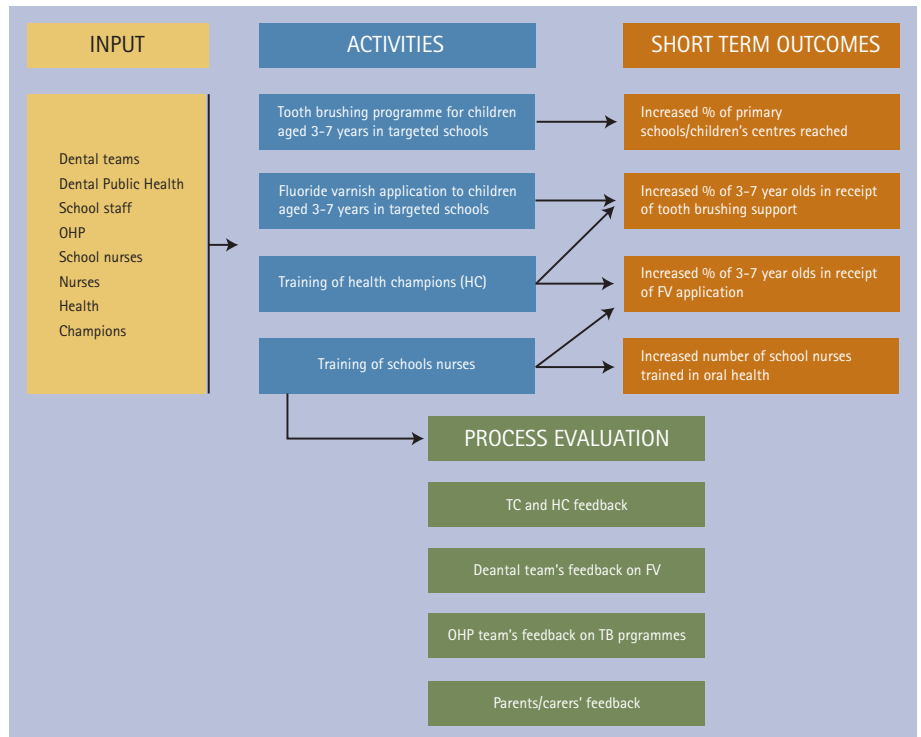 INPUT
ACTIVITIES
SHORT TERM OUTCOMES
Dental teams
Dental Public Health
School staff
OHP
School nurses
Nurses
Health
Champions
Tooth brushing programme for children
aged 3-7 years in targeted schools
Increased % of primary
schools/children's centres reached
Fluoride varnish application to children
aged 3-7 years in targeted schools
Increased % of 3-7 year olds in receipt
of tooth brushing support
Training of health champions (HC)
Increased % of 3-7 year olds in receipt
of FV application
Training of schools nurses
Increased number of school nurses
trained in oral health
PROCESS EVALUATION
TC and HC feedback
Deantal team's feedback on FV
OHP team's feedback on TB prgrammes
Parents/carers' feedback